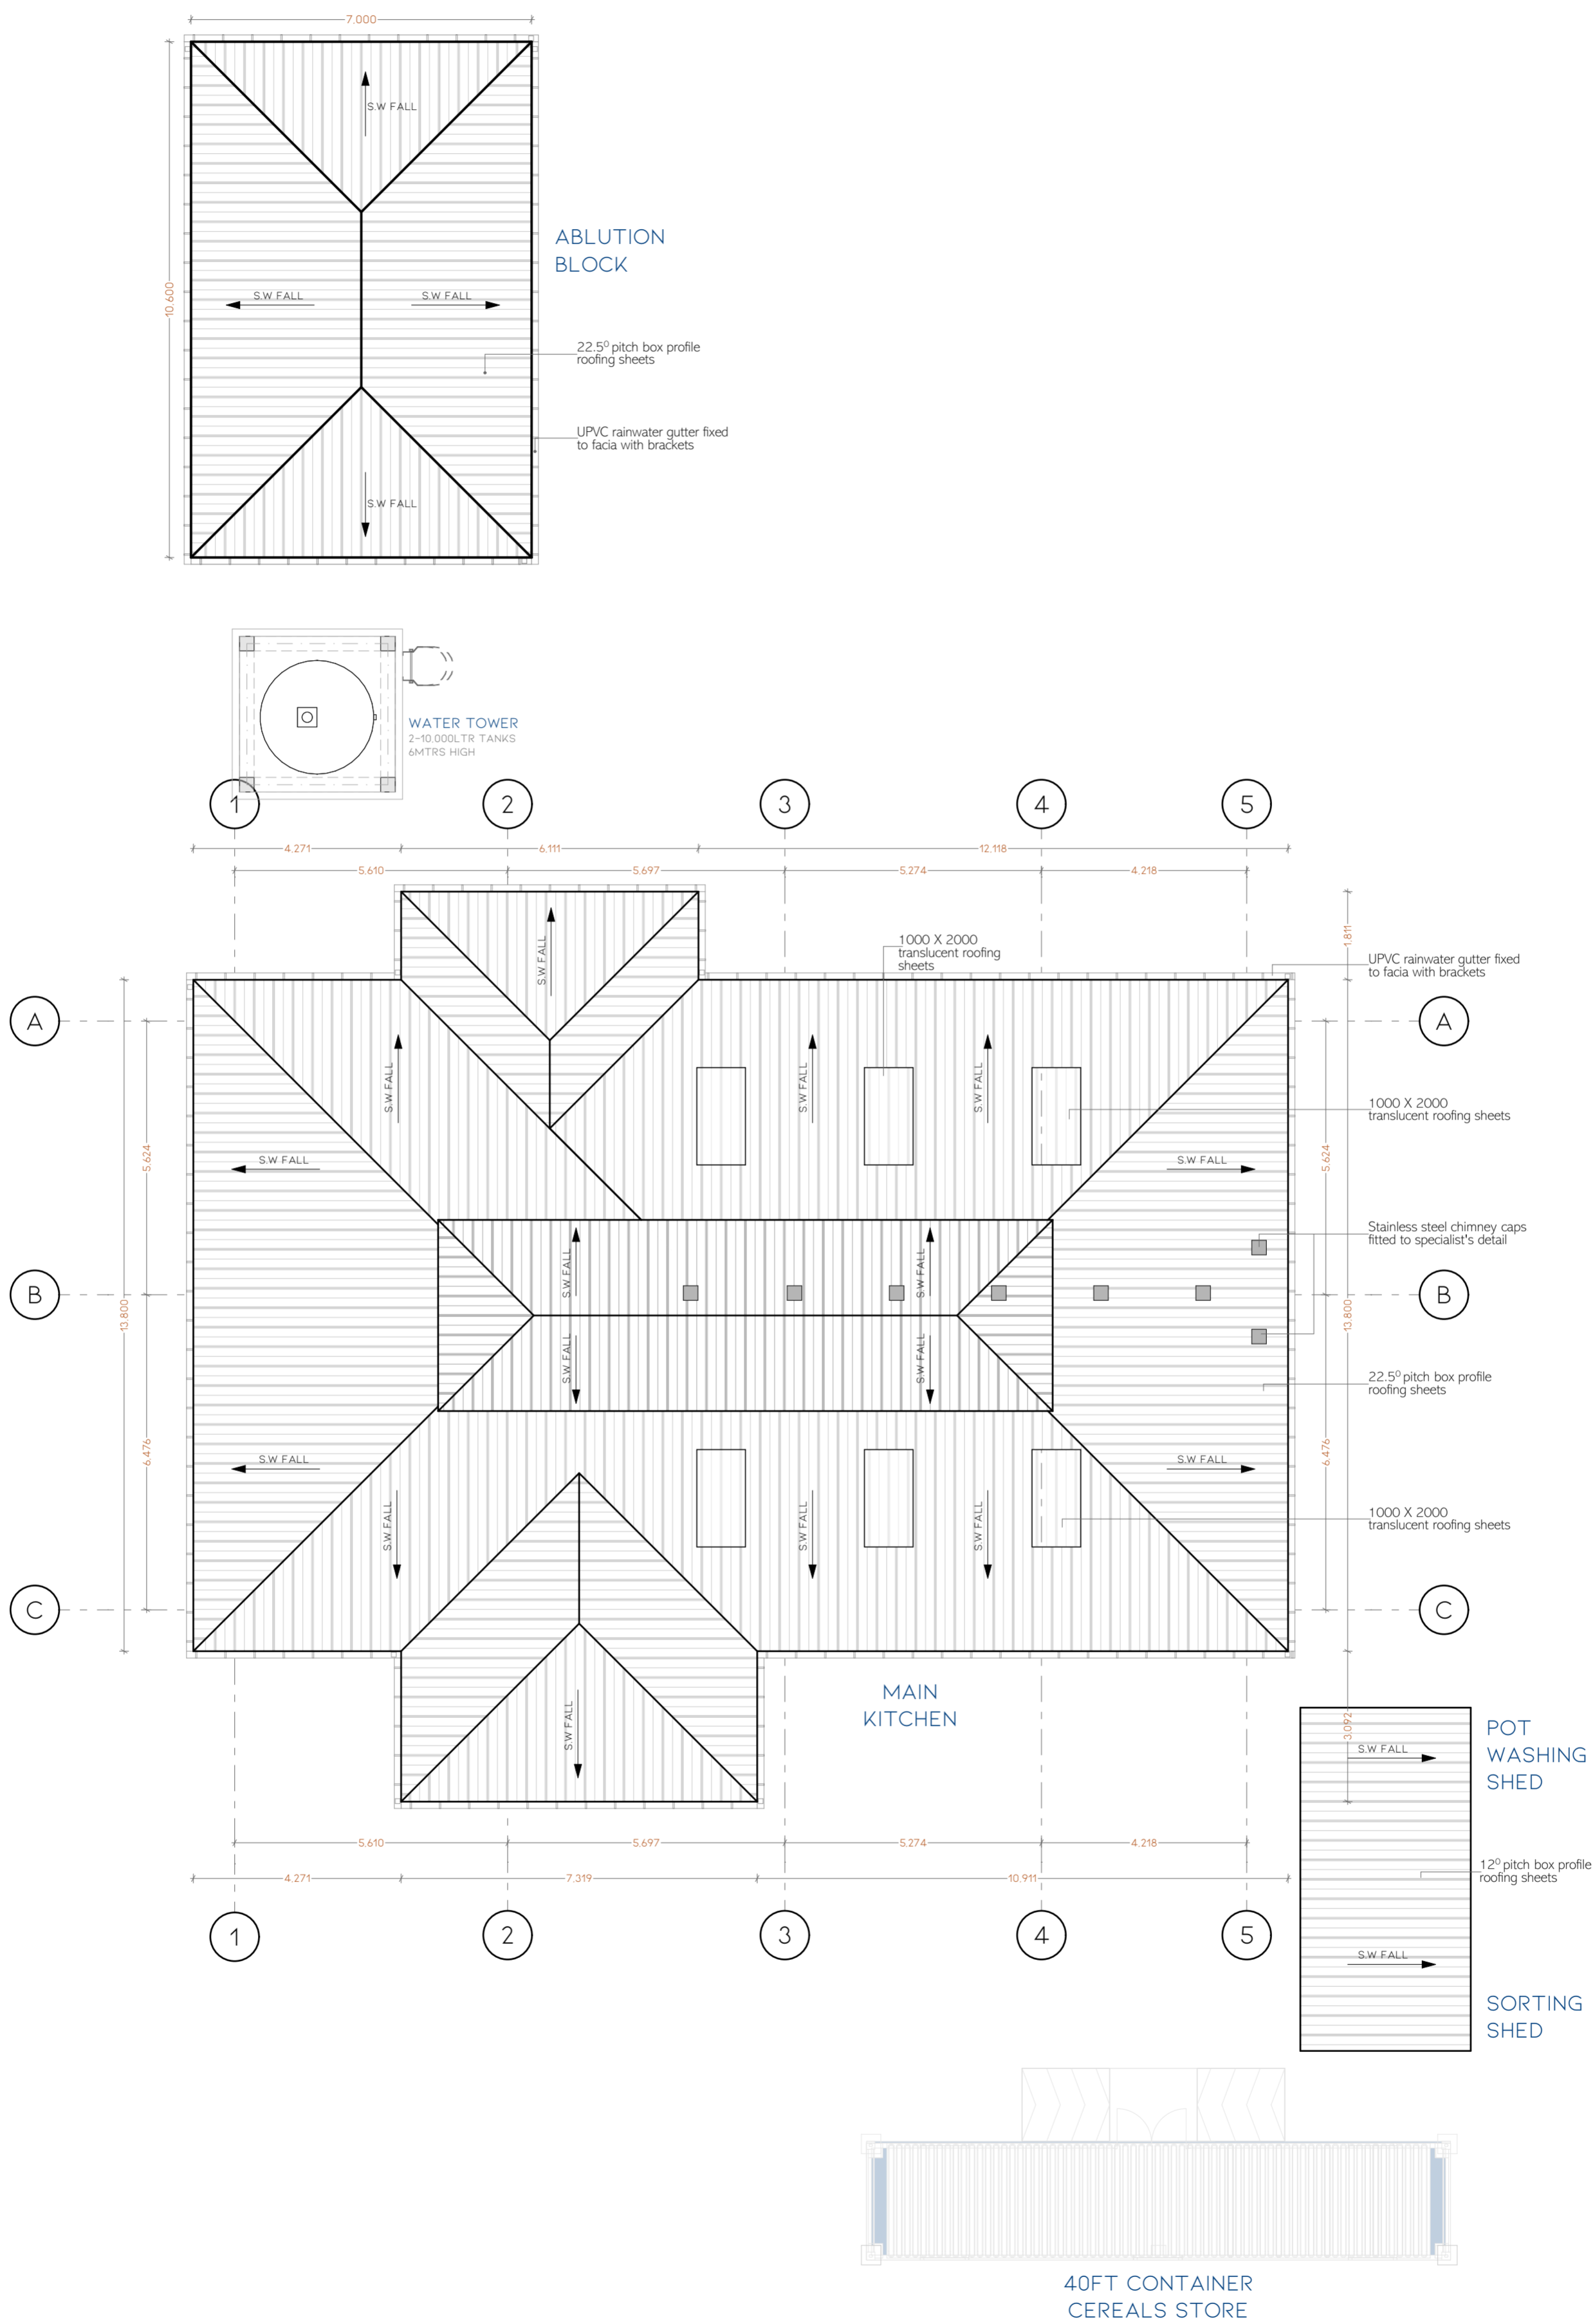 7.000
S.W FALL
ABLUTION
BLOCK
10.600
S.W FALL
S.W FALL
22.5⁰ pitch box profile
roofing sheets
UPVC rainwater gutter fixed
to facia with brackets
S.W FALL
WATER TOWER
2-10,000LTR TANKS
6MTRS HIGH
1
2
3
4
5
4.271
6.111
12.118
5.610
5.697
5.274
4.218
1.811
1000 X 2000
translucent roofing
sheets
S.W FALL
UPVC rainwater gutter fixed
to facia with brackets
A
A
S.W FALL
S.W FALL
S.W FALL
1000 X 2000
translucent roofing sheets
5.624
5.624
S.W FALL
S.W FALL
Stainless steel chimney caps
fitted to specialist's detail
S.W FALL
S.W FALL
B
B
13.800
13.800
S.W FALL
S.W FALL
22.5⁰ pitch box profile
roofing sheets
6.476
6.476
S.W FALL
S.W FALL
1000 X 2000
translucent roofing sheets
S.W FALL
S.W FALL
S.W FALL
C
C
MAIN
KITCHEN
S.W FALL
3.092
POT
WASHING
SHED
S.W FALL
5.610
5.697
5.274
4.218
4.271
7.319
10.911
12⁰ pitch box profile
roofing sheets
1
2
3
4
5
S.W FALL
SORTING
SHED
40FT CONTAINER
CEREALS STORE